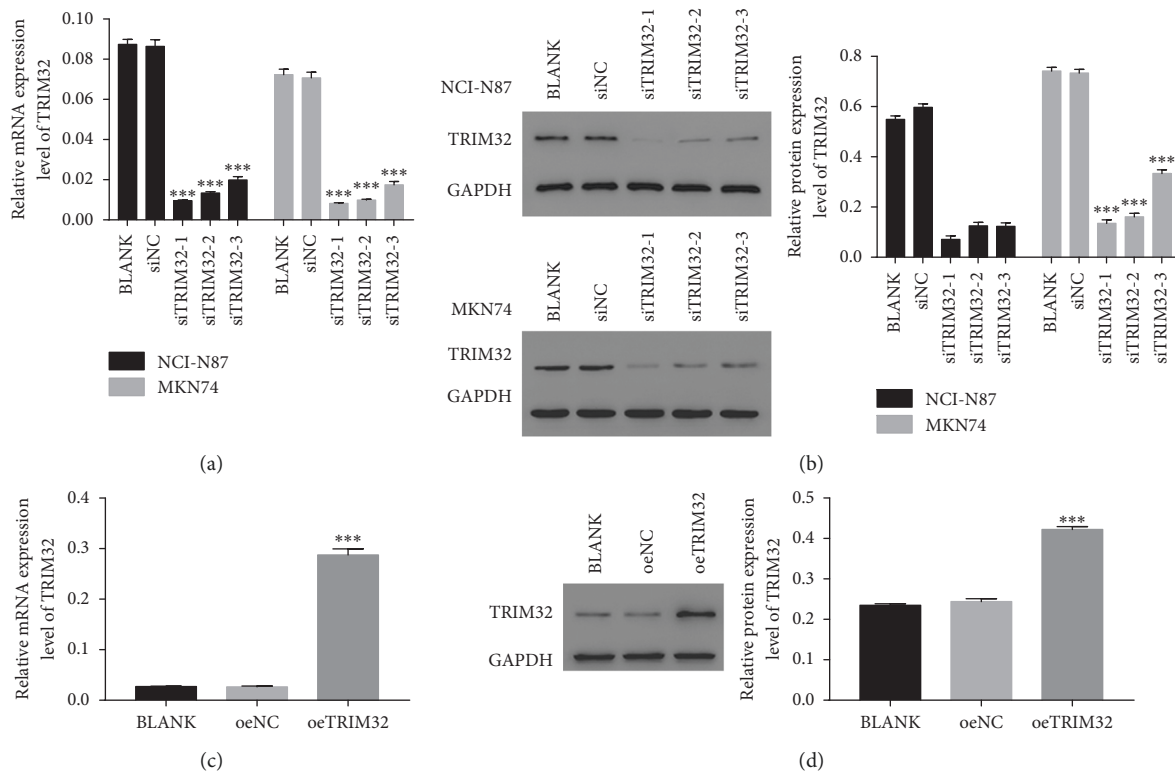 Relative mRNA expression
level of TRIM32
0.10
0.08
0.06
0.04
0.02
0.00
***
***
***
***
***
***
BLANK
siNC
siTRIM32-1
siTRIM32-2
siTRIM32-3
BLANK
siNC
siTRIM32-1
siTRIM32-2
siTRIM32-3
NCI-N87
MKN74
(a)
NCI-N87
BLANK
siNC
siTRIM32-1
siTRIM32-2
siTRIM32-3
TRIM32
GAPDH
MKN74
BLANK
siNC
siTRIM32-1
siTRIM32-2
siTRIM32-3
TRIM32
GAPDH
Relative protein expression
level of TRIM32
0.8
0.6
0.4
0.2
0.0
***
***
***
BLANK
siNC
siTRIM32-1
siTRIM32-2
siTRIM32-3
BLANK
siNC
siTRIM32-1
siTRIM32-2
siTRIM32-3
NCI-N87
MKN74
(b)
Relative mRNA expression
level of TRIM32
0.4
0.3
0.2
0.1
0.0
***
BLANK
oeNC
oeTRIM32
(c)
BLANK
oeNC
oeTRIM32
TRIM32
GAPDH
Relative protein expression
level of TRIM32
0.5
0.4
0.3
0.2
0.1
0.0
***
BLANK
oeNC
oeTRIM32
(d)